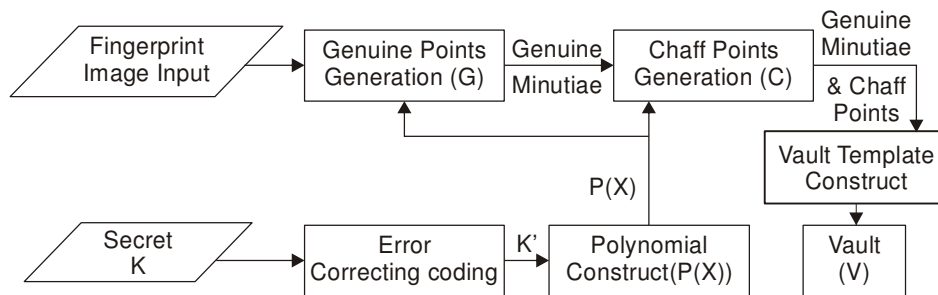 Fingerprint
Image Input
Genuine Points
Generation (G)
Genuine
Minutiae
Chaff Points
Generation (C)
Genuine
Minutiae
& Chaff
Points
Vault Template
Construct
P(X)
Secret
K
Error
Correcting coding
K'
Polynomial
Construct(P(X))
Vault
(V)